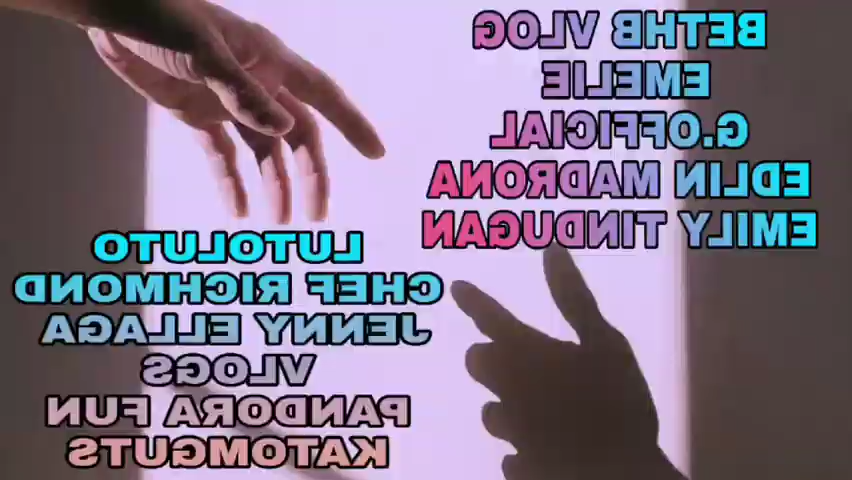 BETHB VLOG
EMELIE
G.OFFICIAL
EDLIN MADRONA
EMILY TINDUGAN
LUTOLUTO
CHEF RICHMOND
JENNY ELLAGA
VLOGS
PANDORA FUN
KATOMGUTS